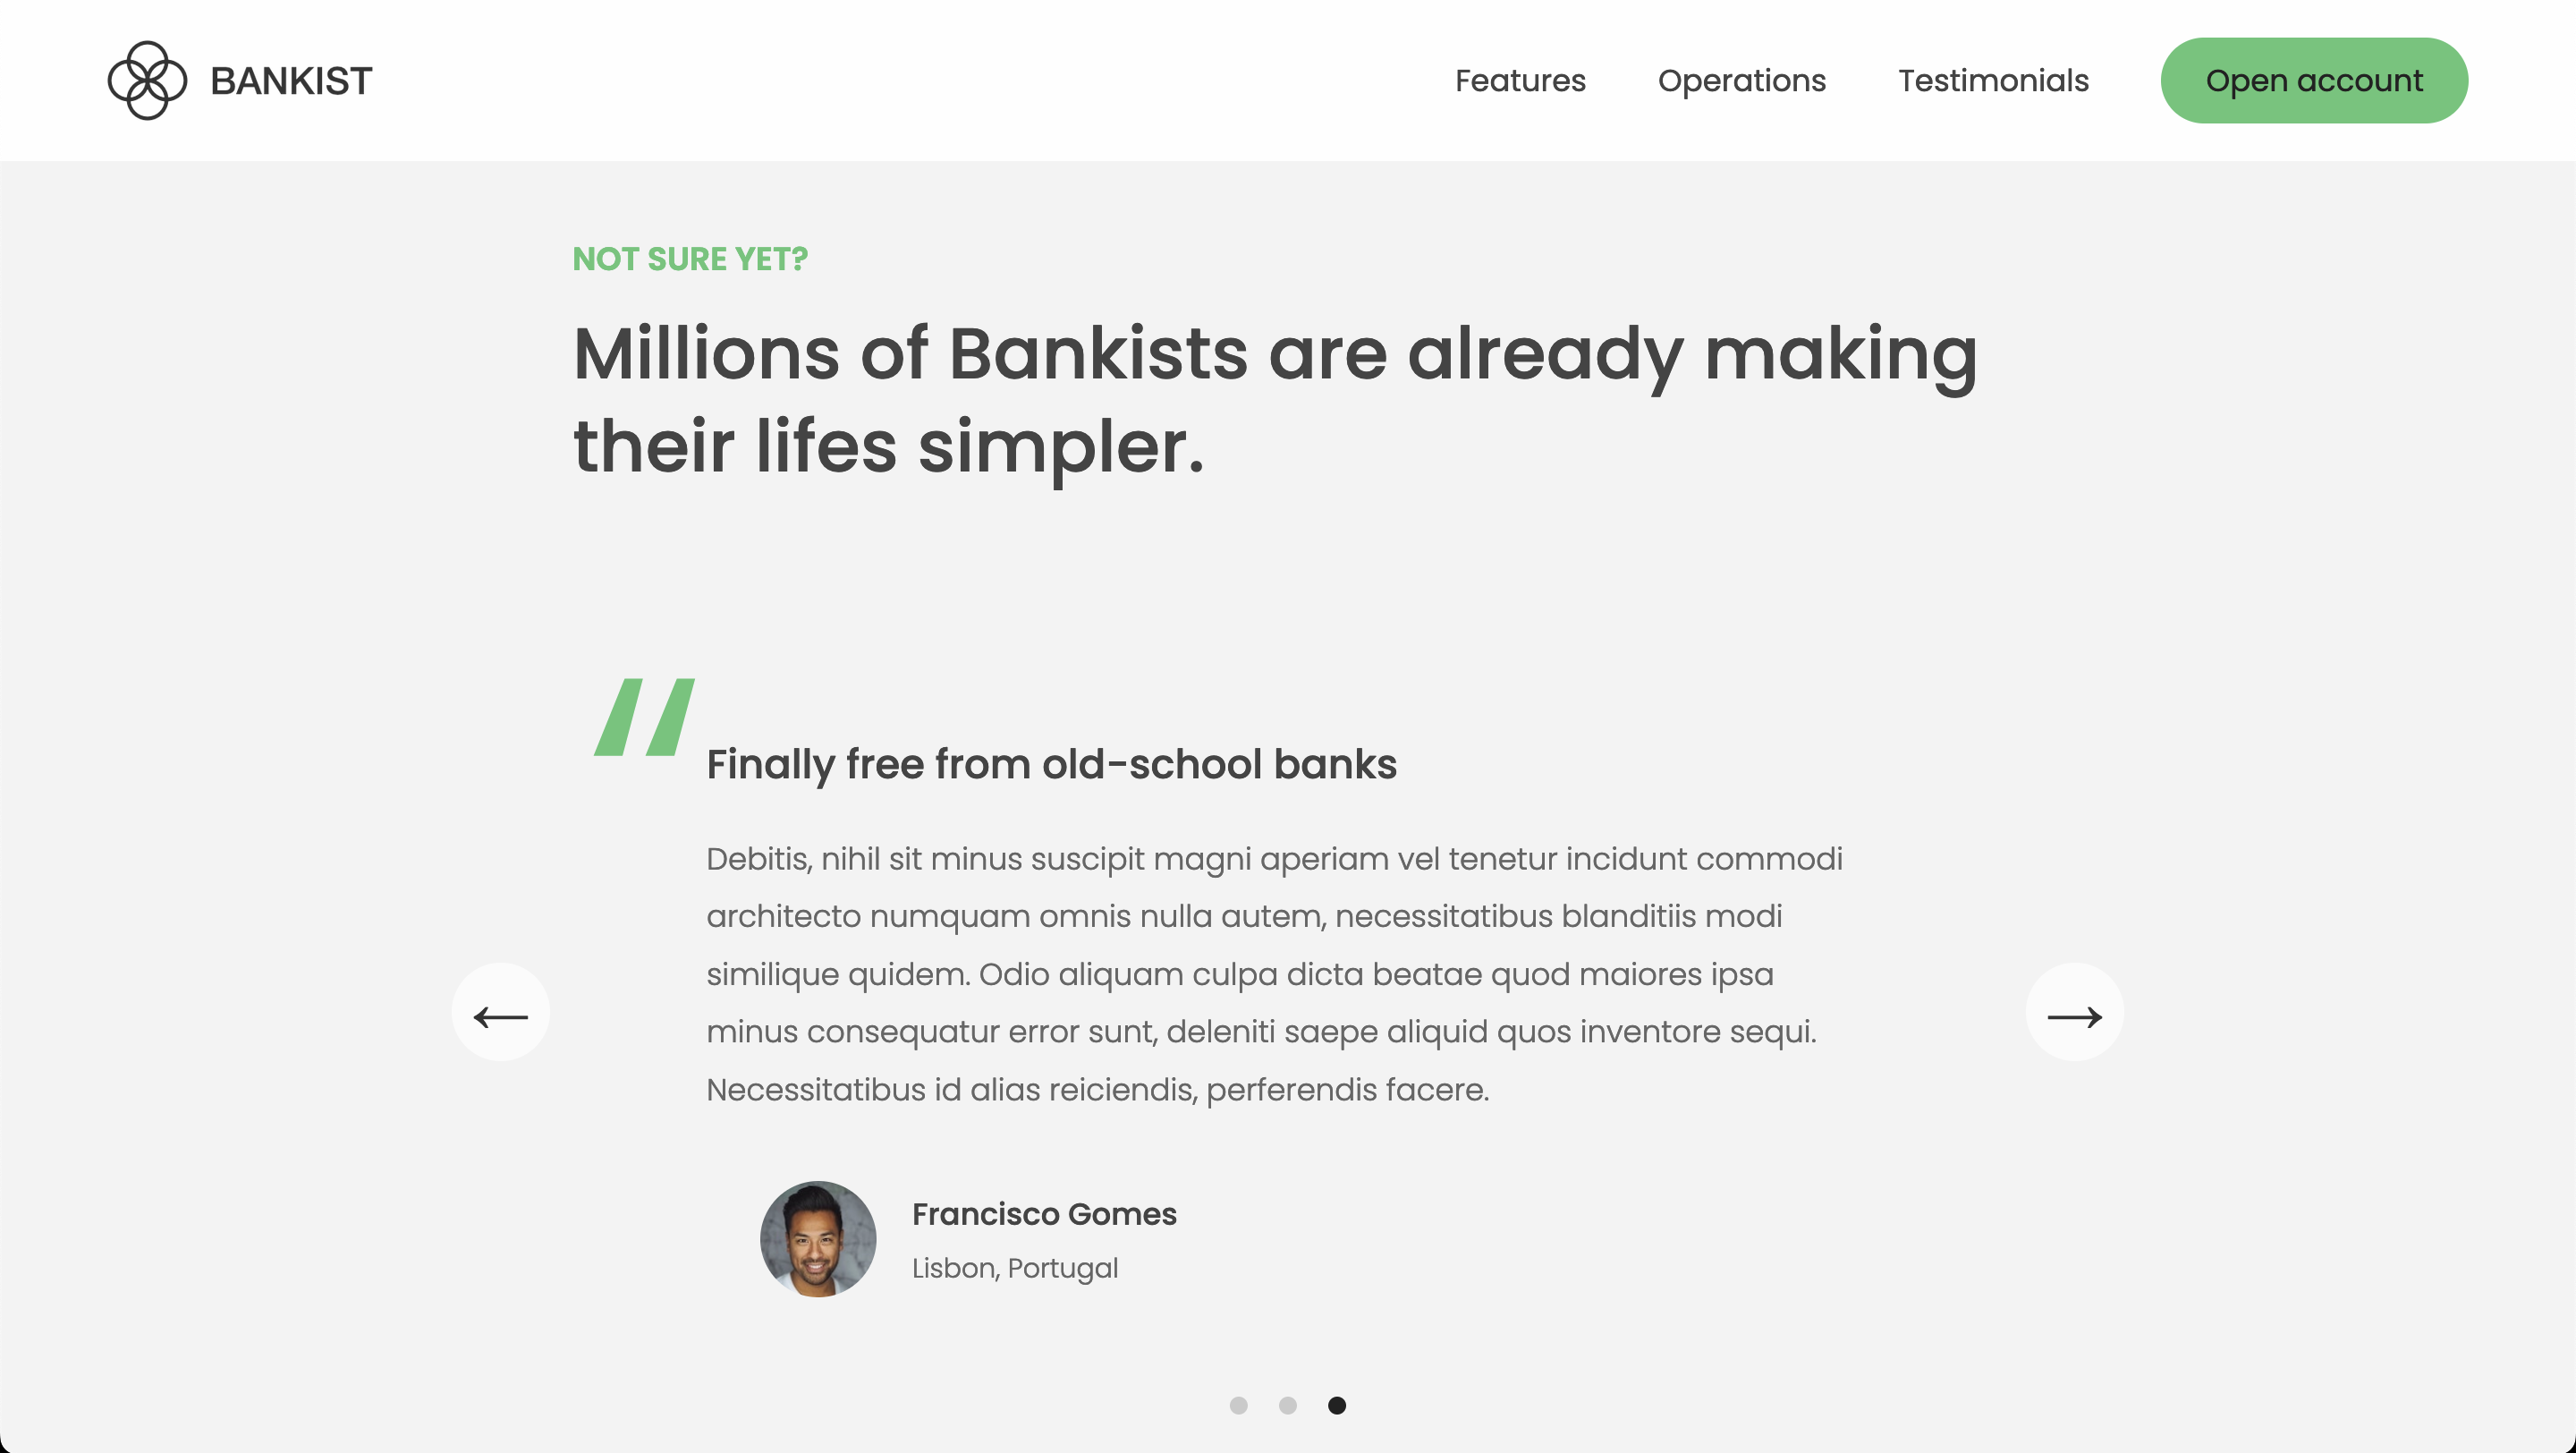 BANKIST
Features
Operations
Testimonials
Open account
NOT SURE YET?
Millions of Bankists are already making
their lifes simpler.
“
Finally free from old-school banks
Debitis, nihil sit minus suscipit magni aperiam vel tenetur incidunt commodi
architecto numquam omnis nulla autem, necessitatibus blanditiis modi
similique quidem. Odio aliquam culpa dicta beatae quod maiores ipsa
minus consequatur error sunt, deleniti saepe aliquid quos inventore sequi.
Necessitatibus id alias reiciendis, perferendis facere.
←
→
Francisco Gomes
Lisbon, Portugal